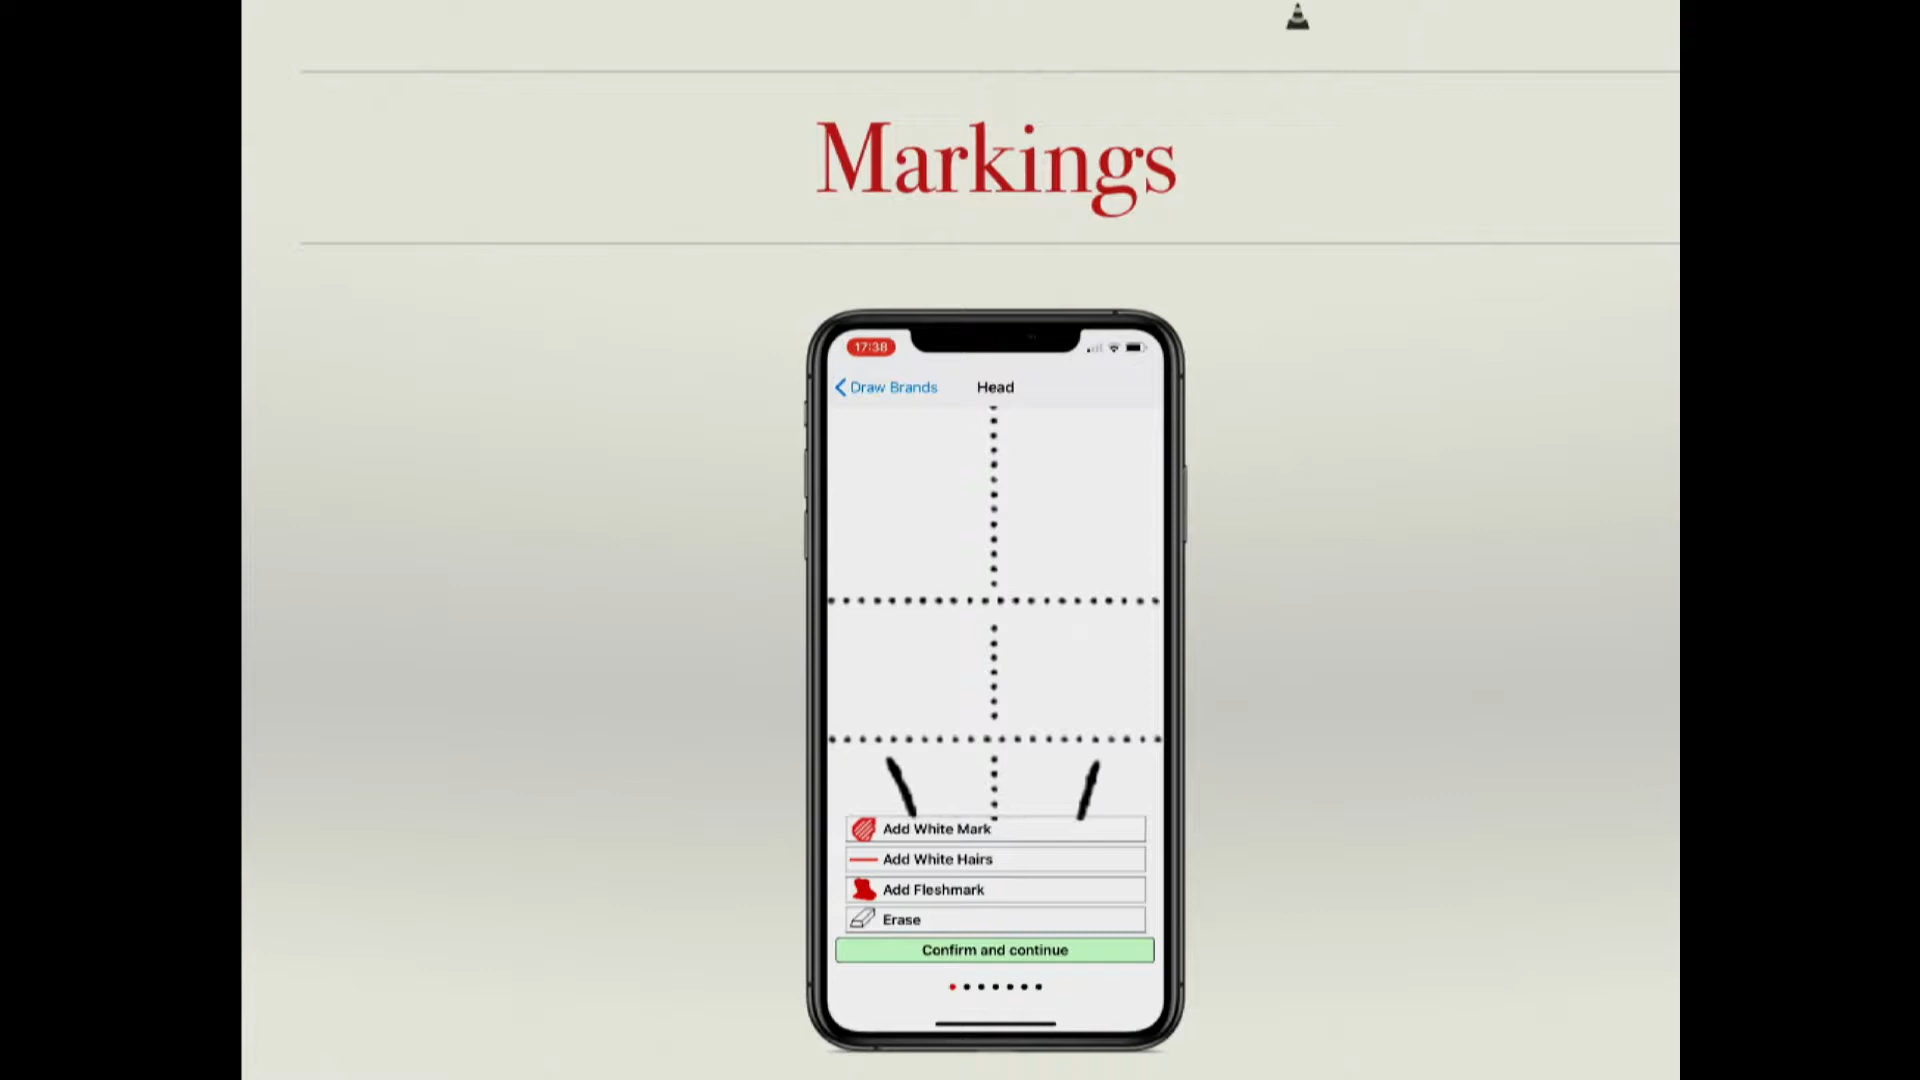 Markings
17:38
Draw Brands
Head
Add White Mark
Add White Hairs
Add Fleshmark
Erase
Confirm and continue